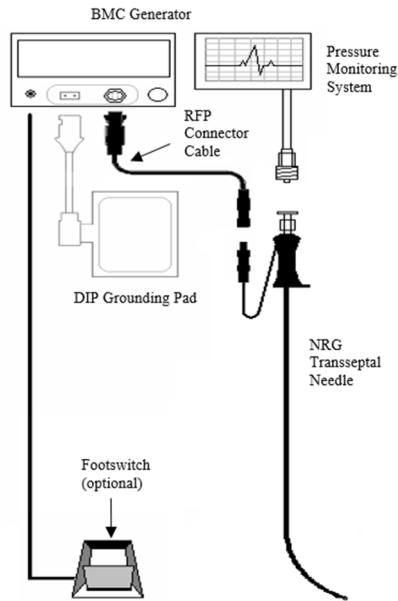 BMC Generator
Pressure
Monitoring
System
RFP
Connector
Cable
DIP Grounding Pad
NRG
Transseptal
Needle
Footswitch
(optional)